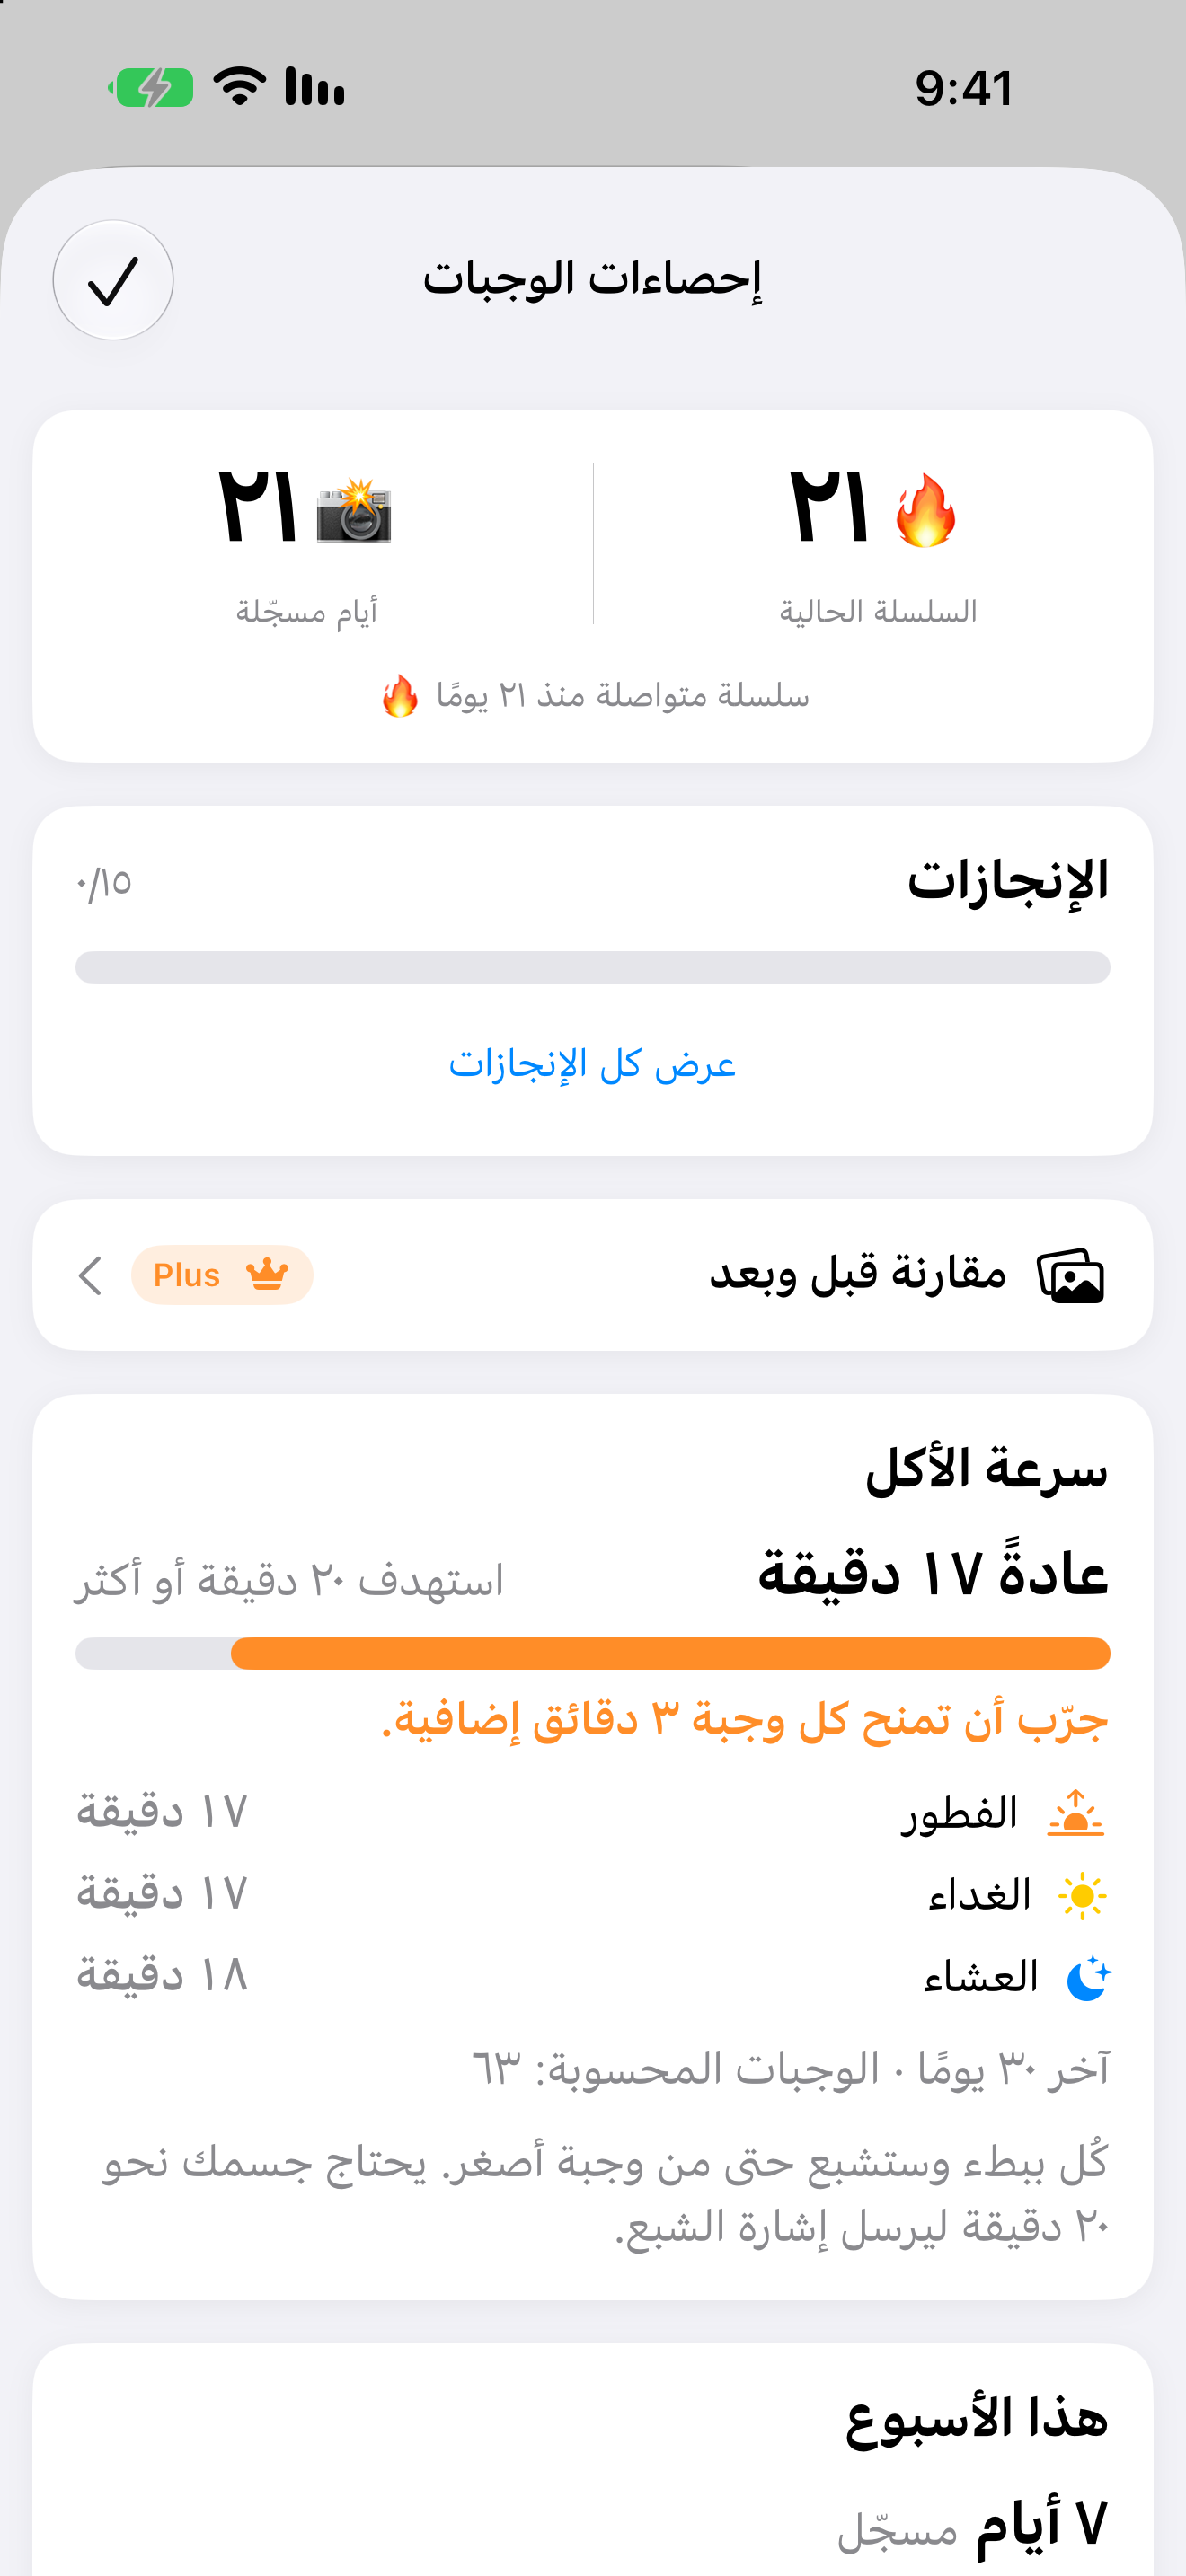 9:41
إحصاءات الوجبات
🔥 ٢١
السلسلة الحالية
📸 ٢١
أيام مسجّلة
سلسلة متواصلة منذ ٢١ يومًا 🔥
الإنجازات
٠/١٥
عرض كل الإنجازات
مقارنة قبل وبعد
Plus
سرعة الأكل
عادةً ١٧ دقيقة
استهدف ٢٠ دقيقة أو أكثر
جرّب أن تمنح كل وجبة ٣ دقائق إضافية.
الفطور ١٧ دقيقة
الغداء ١٧ دقيقة
العشاء ١٨ دقيقة
آخر ٣٠ يومًا · الوجبات المحسوبة: ٦٣
كُل ببطء وستشبع حتى من وجبة أصغر. يحتاج جسمك نحو
٢٠ دقيقة ليرسل إشارة الشبع.
هذا الأسبوع
٧ أيام مسجّل